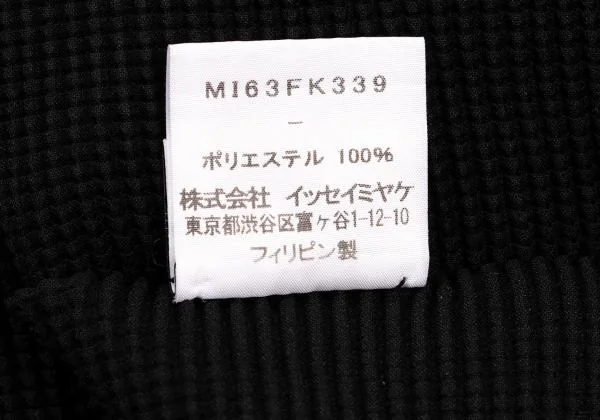 MI63FK339
–
ポリエステル 100%
株式会社 イッセイミヤケ
東京都渋谷区富ヶ谷1-12-10
フィリピン製